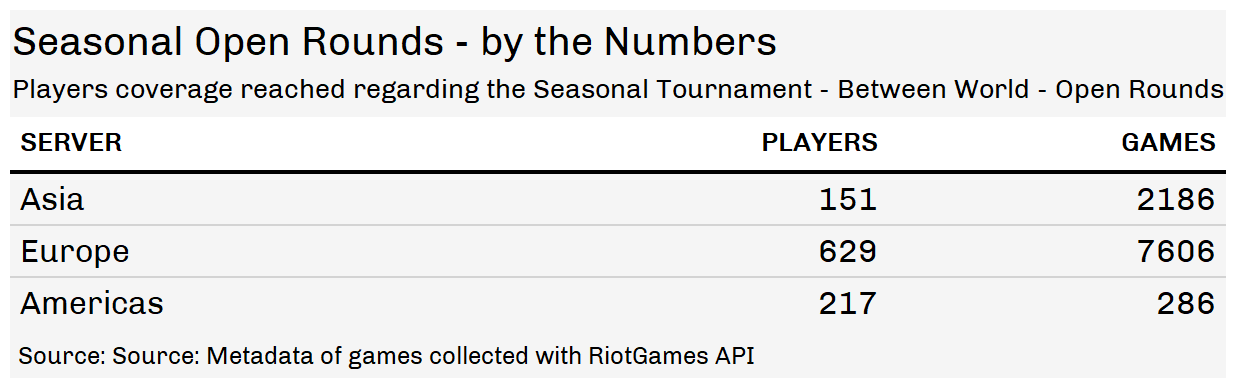 Seasonal Open Rounds - by the Numbers
Players coverage reached regarding the Seasonal Tournament - Between World - Open Rounds
SERVER PLAYERS GAMES
Asia 151 2186
Europe 629 7606
Americas 217 286
Source: Source: Metadata of games collected with RiotGames API